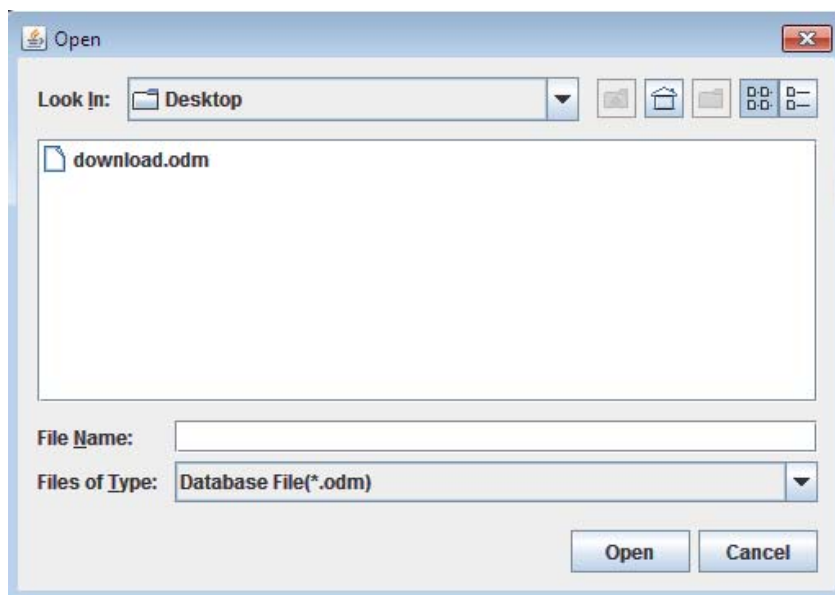 Open
Look In: Desktop
download.odm
File Name:
Files of Type: Database File(*.odm)
Open Cancel